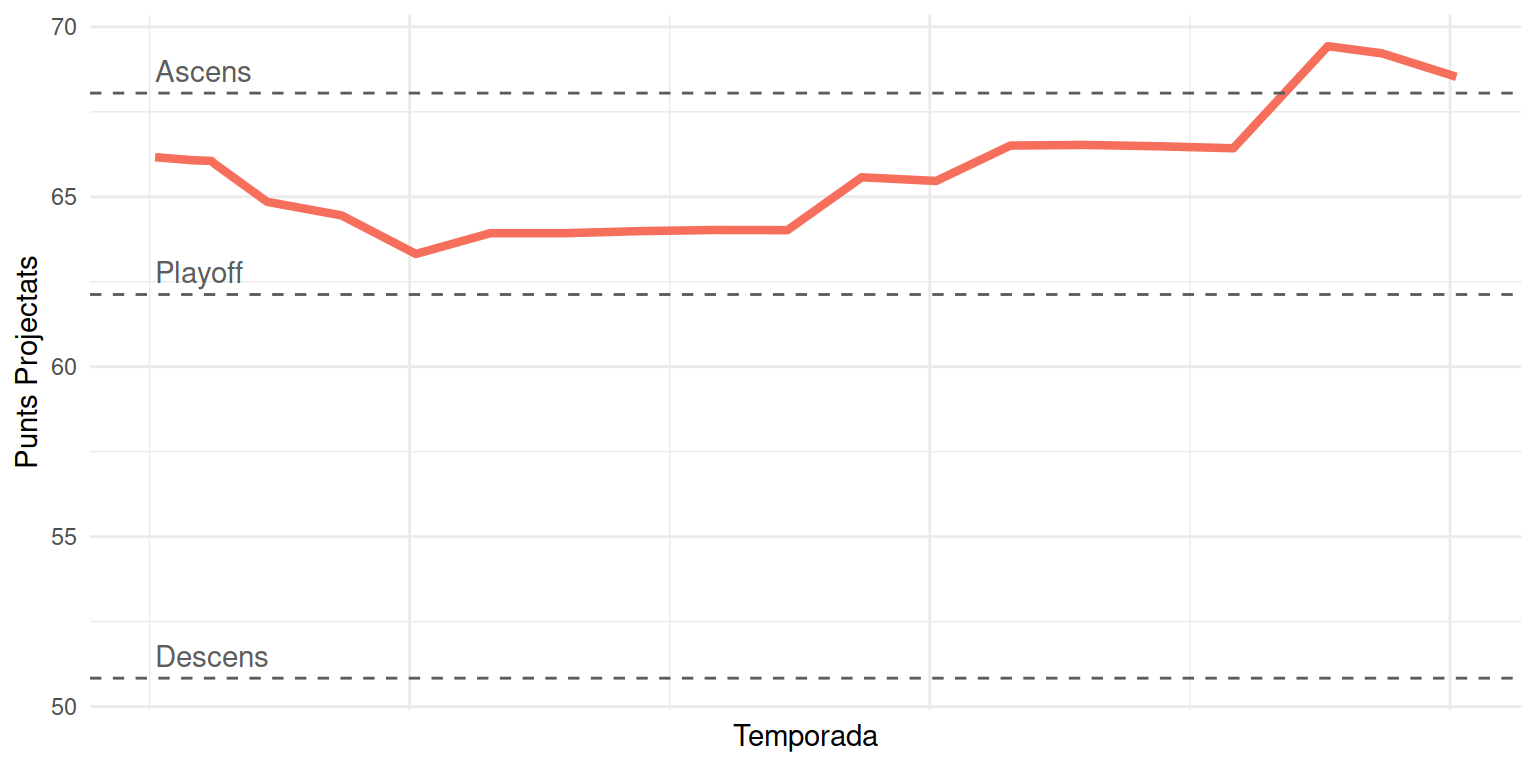 70
Ascens
65
Playoff
60
55
Descens
50
Punts Projectats
Temporada